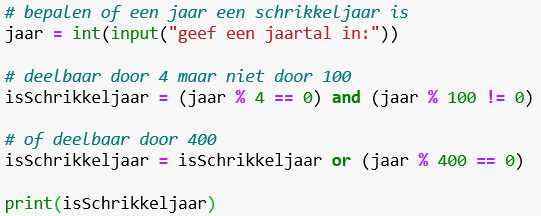 # bepalen of een jaar een schrikkeljaar is
jaar = int(input("geef een jaartal in:"))
# deelbaar door 4 maar niet door 100
isSchrikkeljaar = (jaar % 4 == 0) and (jaar % 100 != 0)
# of deelbaar door 400
isSchrikkeljaar = isSchrikkeljaar or (jaar % 400 == 0)
print(isSchrikkeljaar)